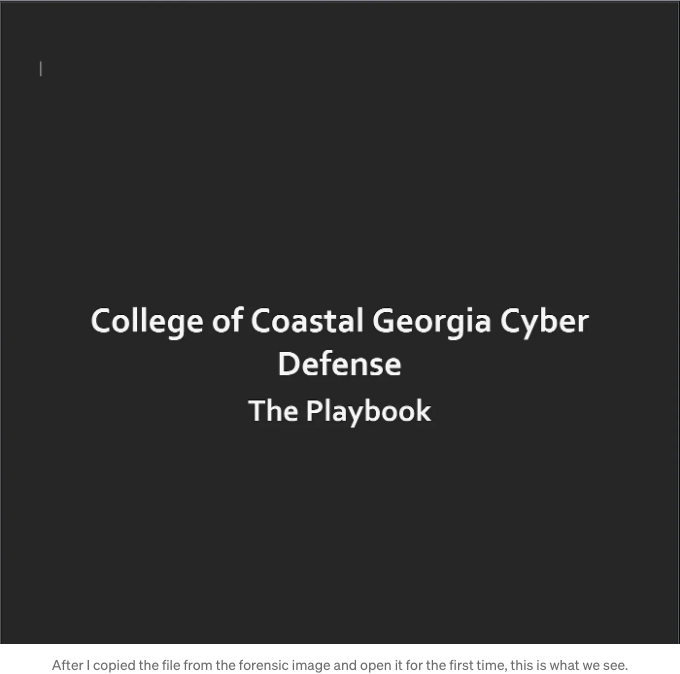 College of Coastal Georgia Cyber
Defense
The Playbook
After I copied the file from the forensic image and open it for the first time, this is what we see.